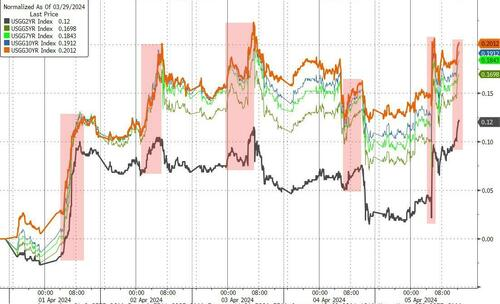 Normalized As Of 03/29/2024
Last Price
USGG2YR Index 0.12
USGG5YR Index 0.1698
USGG7YR Index 0.1843
USGG10YR Index 0.1912
USGG30YR Index 0.2012
0.2012
0.1912
0.1843
0.1698
0.15
0.12
0.10
0.05
0.00
00:00 08:00 00:00 08:00 00:00 08:00 00:00 08:00 00:00 08:00
01 Apr 2024 02 Apr 2024 03 Apr 2024 04 Apr 2024 05 Apr 2024